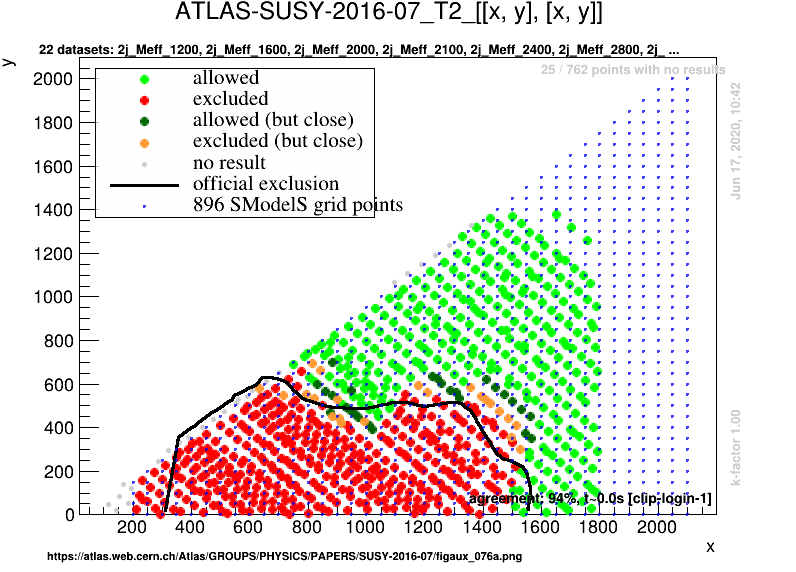 ATLAS-SUSY-2016-07_T2_[[x, y], [x, y]]
22 datasets: 2j_Meff_1200, 2j_Meff_1600, 2j_Meff_2000, 2j_Meff_2100, 2j_Meff_2400, 2j_Meff_2800, 2j_ ...
y
25 / 762 points with no results
allowed
excluded
allowed (but close)
excluded (but close)
no result
official exclusion
896 SModelS grid points
Jun 17, 2020, 10:42
k-factor 1.00
2000
1800
1600
1400
1200
1000
800
600
400
200
0
agreement: 94%, t~0.0s [clip-login-1]
200 400 600 800 1000 1200 1400 1600 1800 2000
x
https://atlas.web.cern.ch/Atlas/GROUPS/PHYSICS/PAPERS/SUSY-2016-07/figaux_076a.png